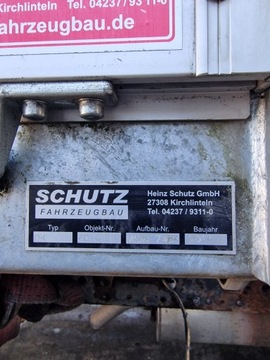 Kirchlinteln Tel. 04237/93 11-0
ahrzeugbau.de
SCHUTZ
FAHRZEUGBAU
Heinz Schutz GmbH
27308 Kirchlinteln
Tel. 04237 / 9311-0
Typ Objekt-Nr. Aufbau-Nr. Baujahr